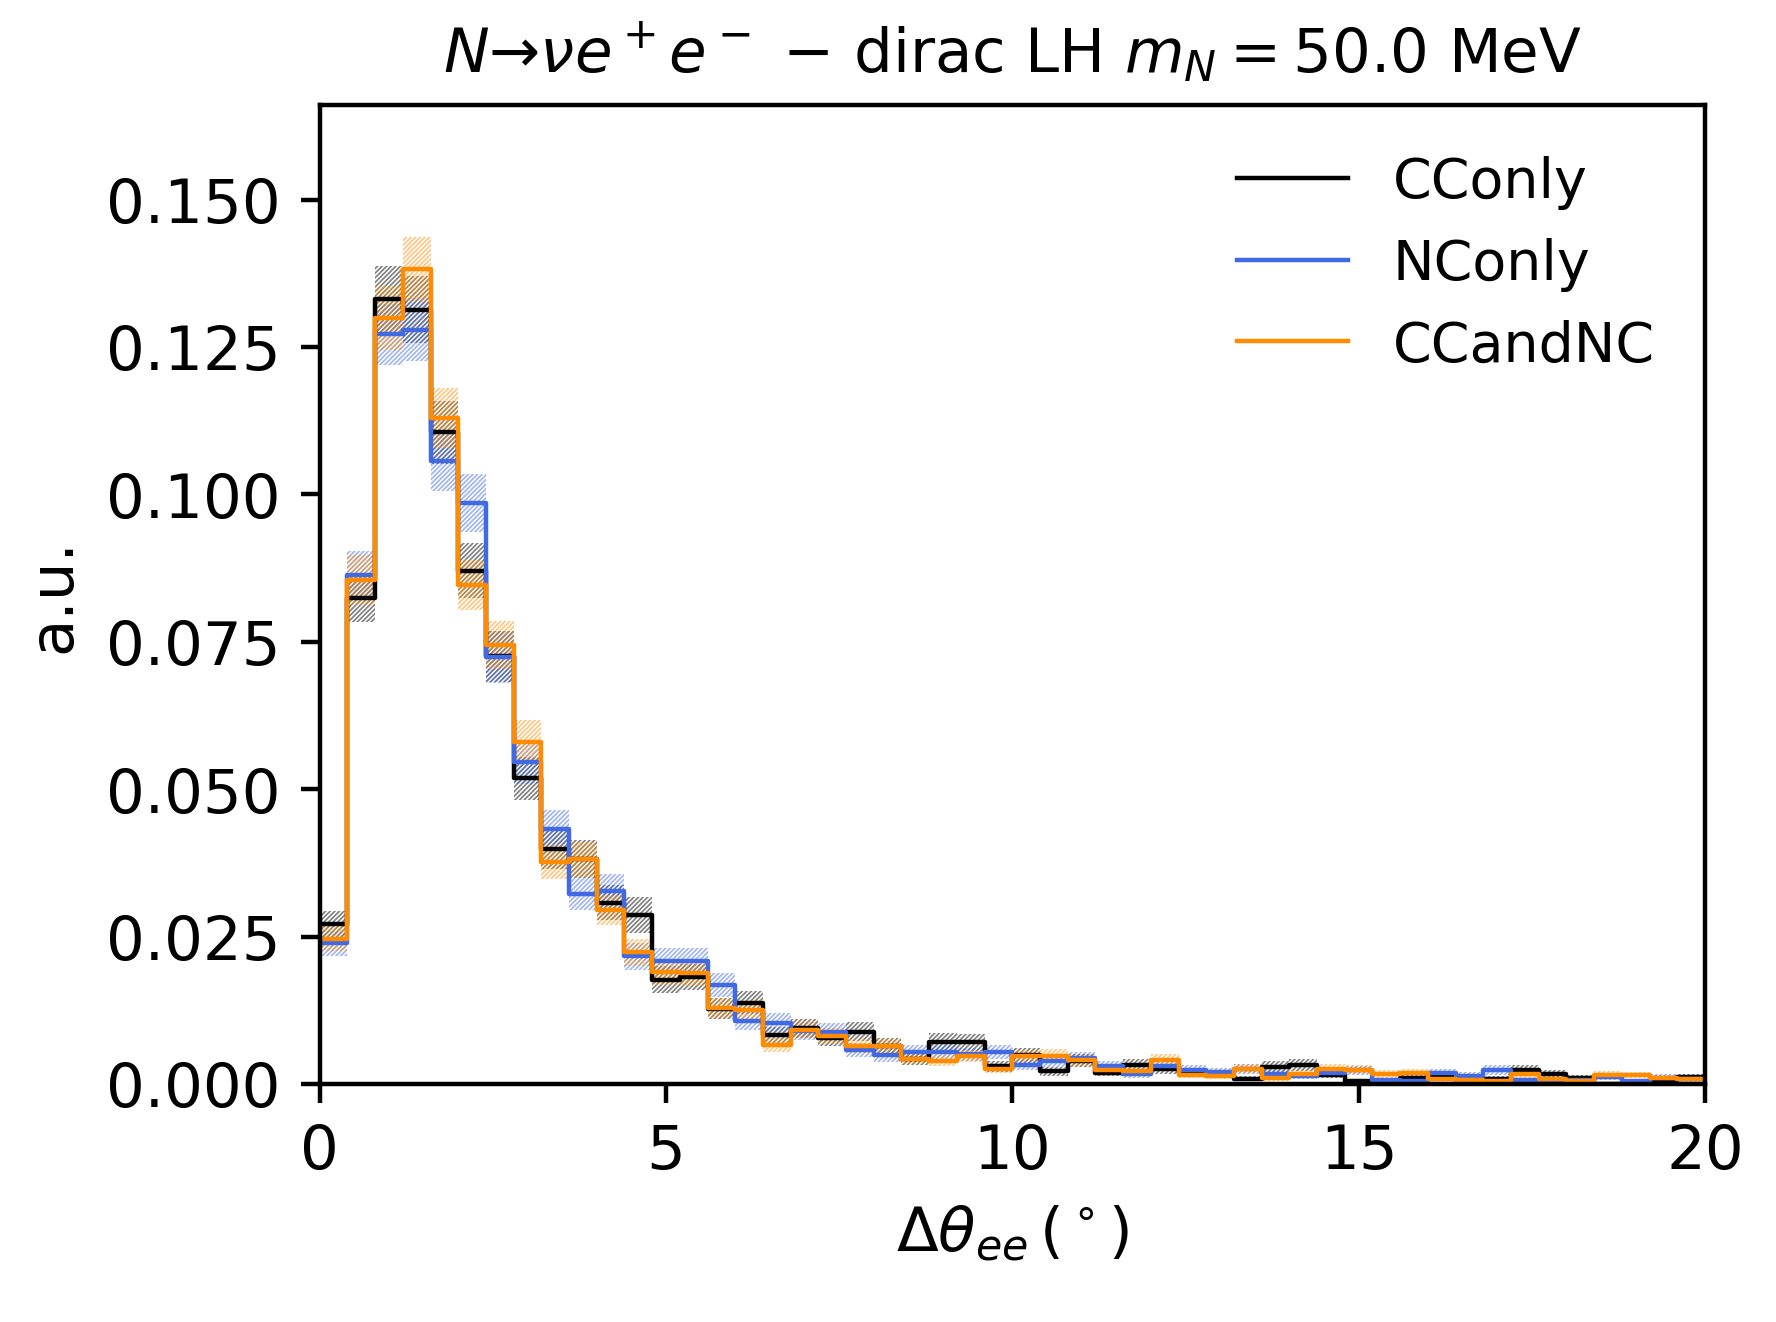 N→νe⁺e⁻ − dirac LH m_N = 50.0 MeV
CConly
NConly
CCandNC
0.150
0.125
0.100
0.075
0.050
0.025
0.000
a.u.
0 5 10 15 20
Δθ_ee (°)